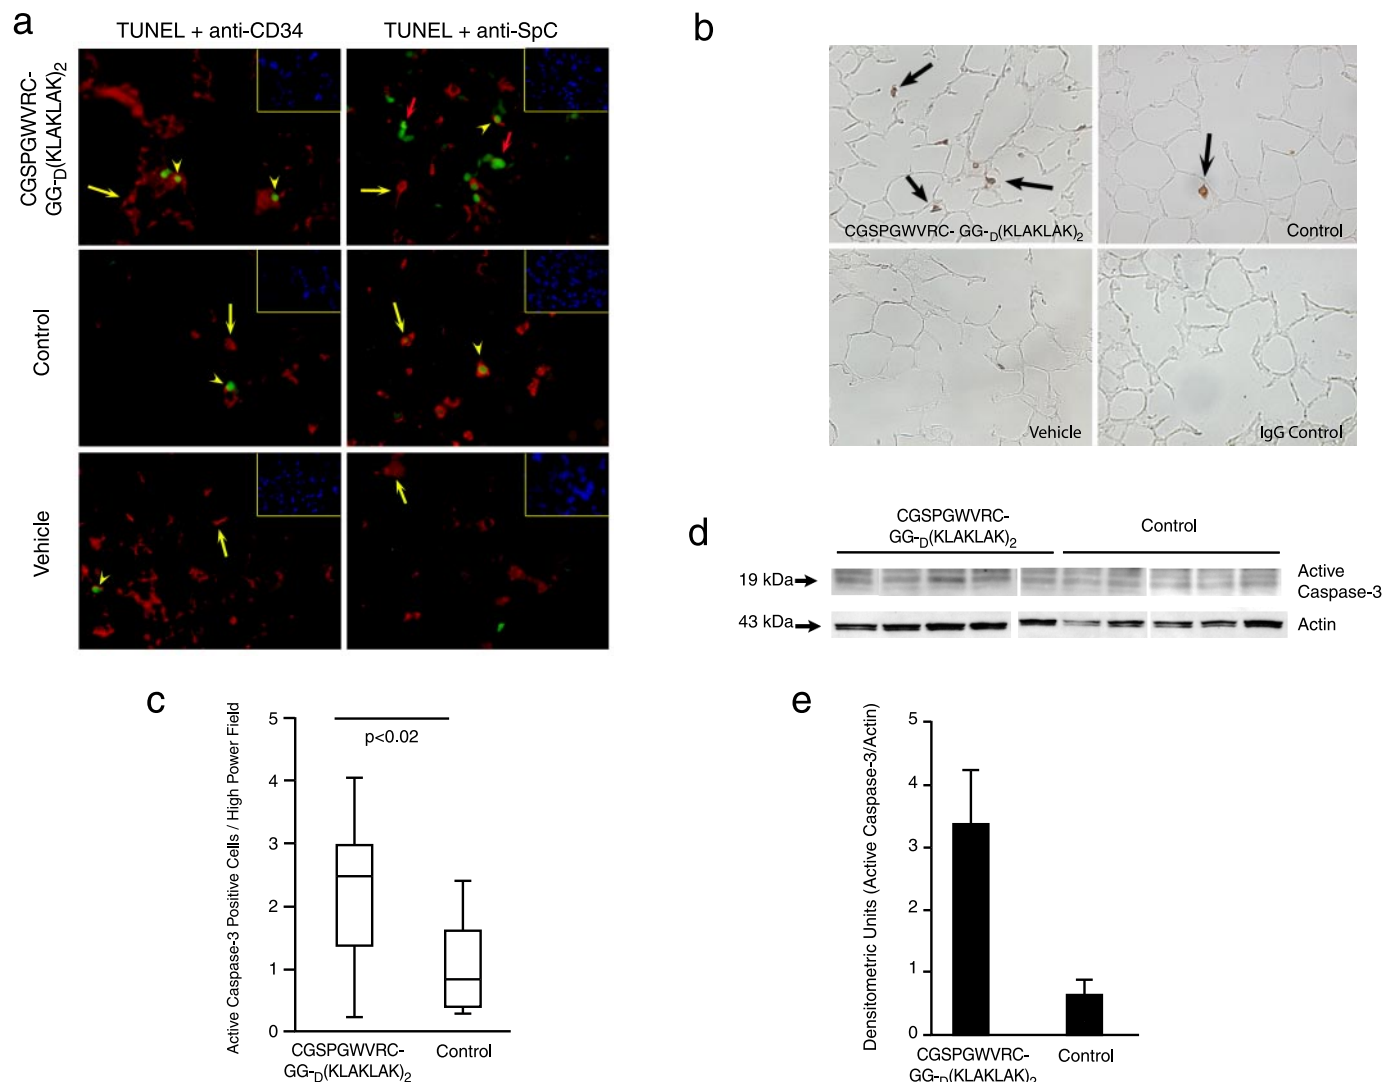 a
TUNEL + anti-CD34
TUNEL + anti-SpC
CGSPGWVRC-
GG-D(KLAKLAK)2
Control
Vehicle
b
CGSPGWVRC- GG-D(KLAKLAK)2
Control
Vehicle
IgG Control
d
CGSPGWVRC-
GG-D(KLAKLAK)2
Control
19 kDa
Active
Caspase-3
43 kDa
Actin
c
Active Caspase-3 Positive Cells / High Power Field
5
4
3
2
1
0
p<0.02
CGSPGWVRC-
GG-D(KLAKLAK)2
Control
e
Densitometric Units (Active Caspase-3/Actin)
5
4
3
2
1
0
CGSPGWVRC-
GG-D(KLAKLAK)2
Control